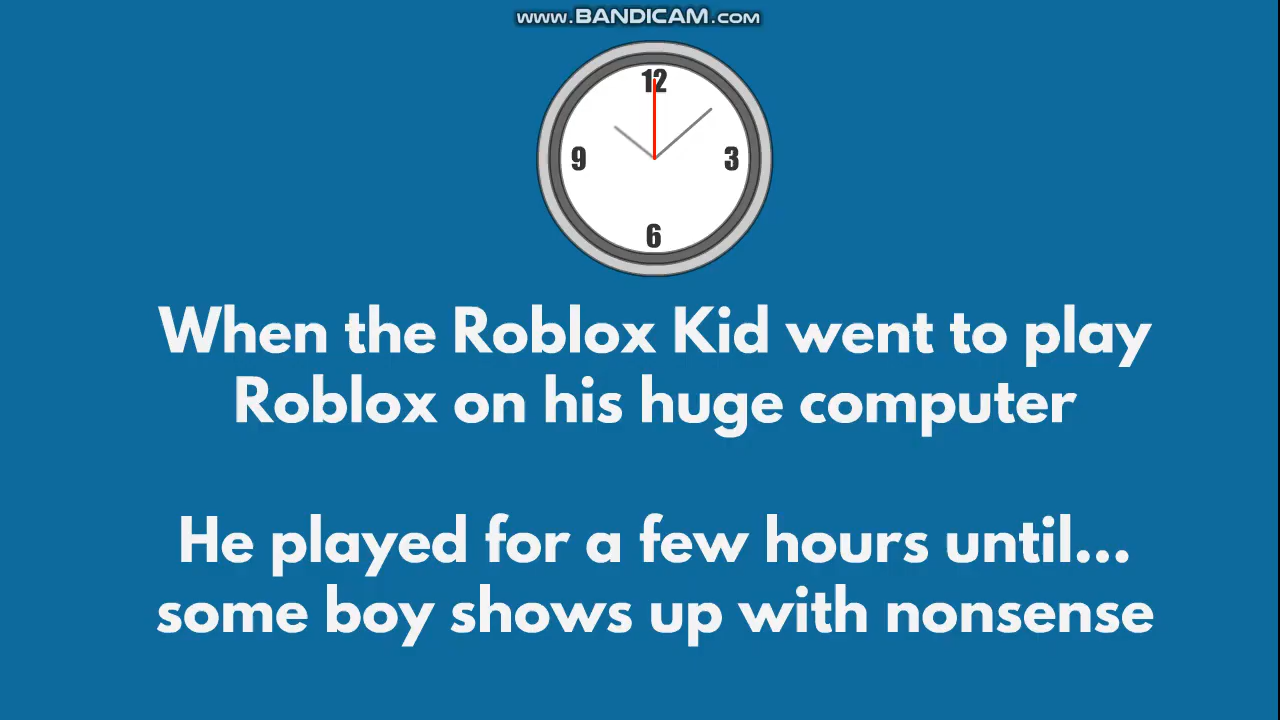 www.BANDICAM.com
12
9 3
6
When the Roblox Kid went to play
Roblox on his huge computer
He played for a few hours until...
some boy shows up with nonsense